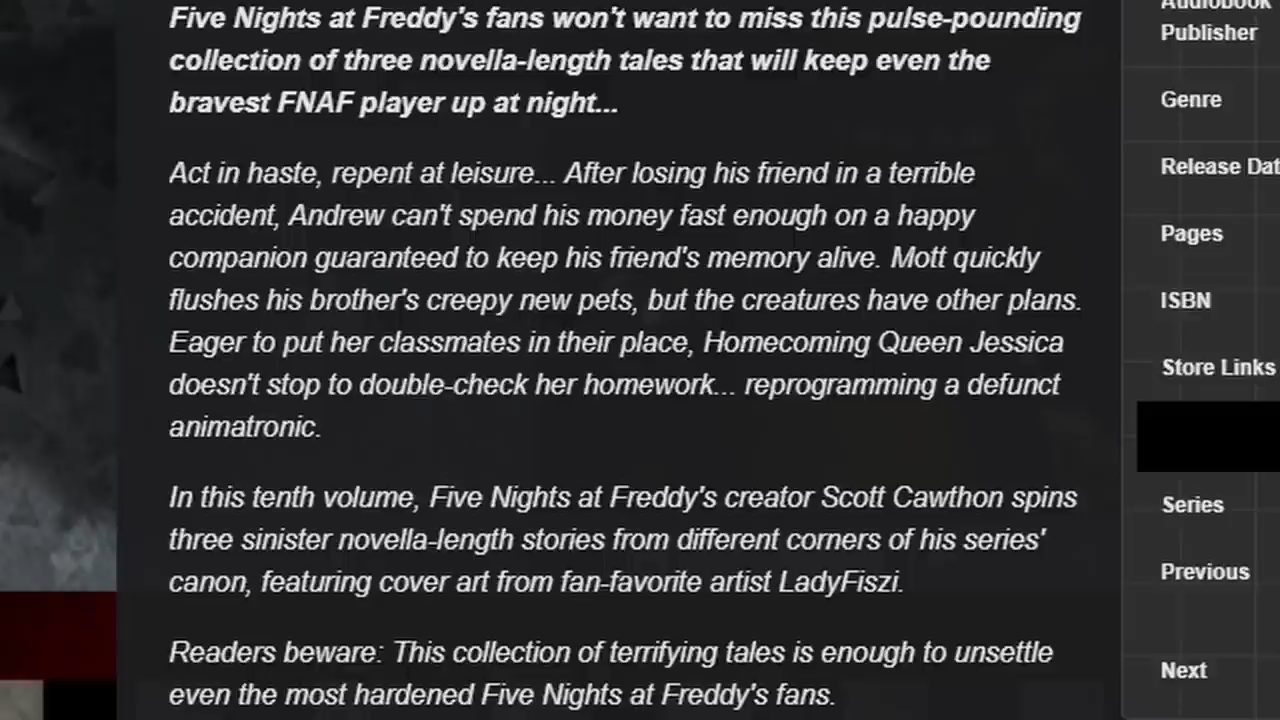 Five Nights at Freddy's fans won't want to miss this pulse-pounding
collection of three novella-length tales that will keep even the
bravest FNAF player up at night...
Act in haste, repent at leisure... After losing his friend in a terrible
accident, Andrew can't spend his money fast enough on a happy
companion guaranteed to keep his friend's memory alive. Mott quickly
flushes his brother's creepy new pets, but the creatures have other plans.
Eager to put her classmates in their place, Homecoming Queen Jessica
doesn't stop to double-check her homework... reprogramming a defunct
animatronic.
In this tenth volume, Five Nights at Freddy's creator Scott Cawthon spins
three sinister novella-length stories from different corners of his series'
canon, featuring cover art from fan-favorite artist LadyFiszi.
Readers beware: This collection of terrifying tales is enough to unsettle
even the most hardened Five Nights at Freddy's fans.
Audiobook
Publisher
Genre
Release Dat
Pages
ISBN
Store Links
Series
Previous
Next